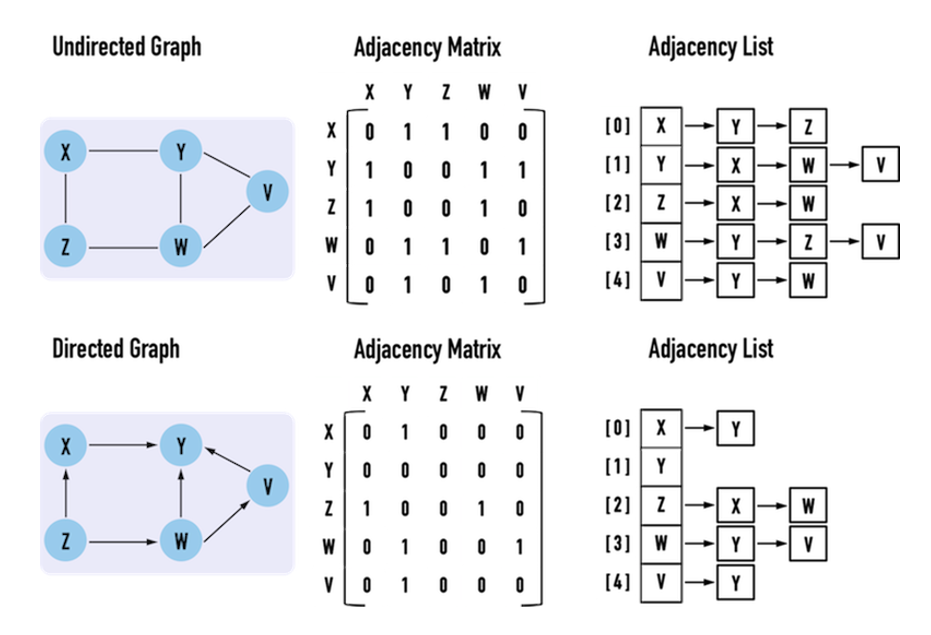 Undirected Graph
Adjacency Matrix
Adjacency List
X Y Z W V
X 0 1 1 0 0
Y 1 0 0 1 1
Z 1 0 0 1 0
W 0 1 1 0 1
V 0 1 0 1 0
X Y
V
Z W
[0] X Y Z
[1] Y X W V
[2] Z X W
[3] W Y Z V
[4] V Y W
Directed Graph
Adjacency Matrix
Adjacency List
X Y Z W V
X 0 1 0 0 0
Y 0 0 0 0 0
Z 1 0 0 1 0
W 0 1 0 0 1
V 0 1 0 0 0
X Y
V
Z W
[0] X Y
[1] Y
[2] Z X W
[3] W Y V
[4] V Y